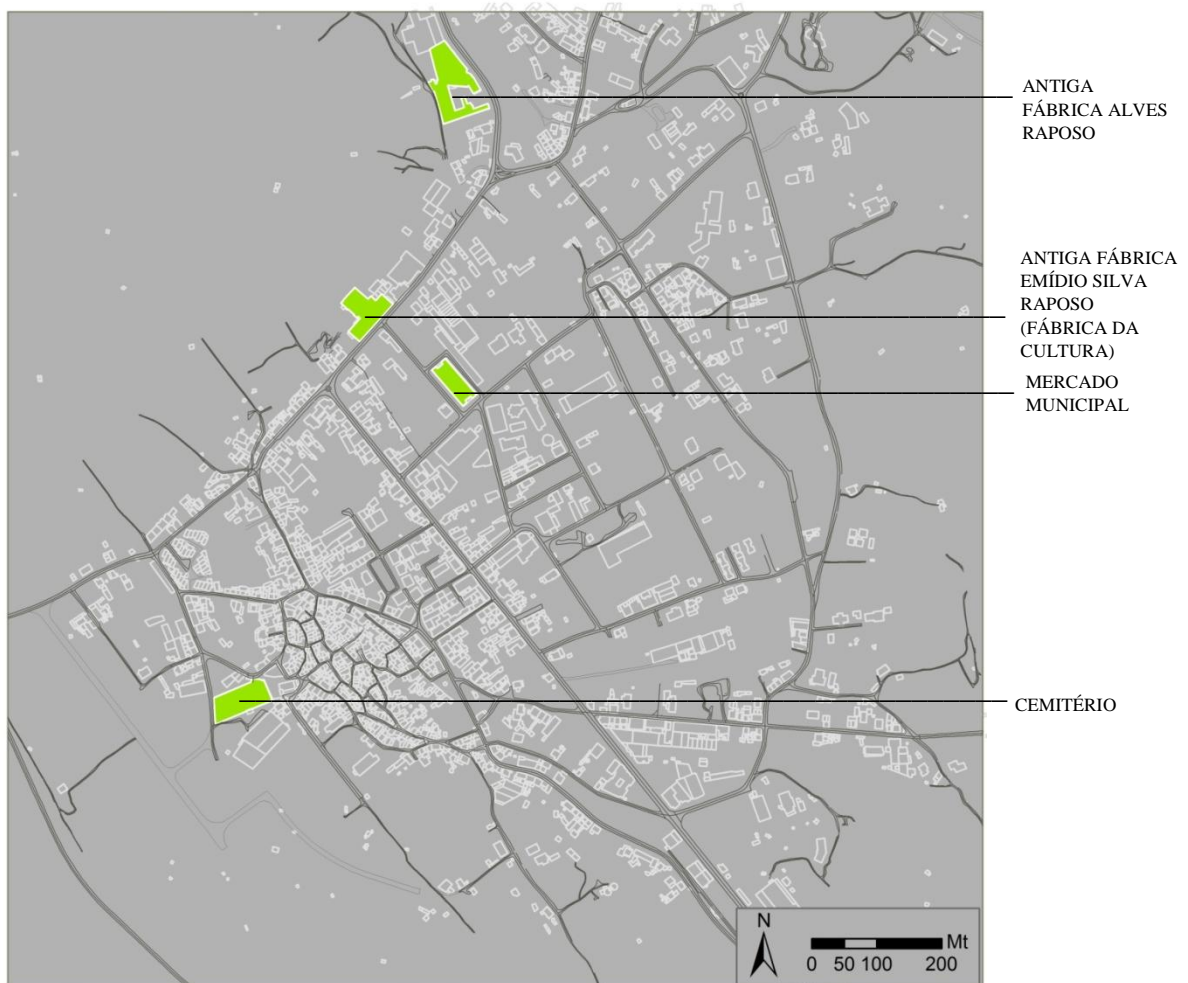 ANTIGA
FÁBRICA ALVES
RAPOSO
ANTIGA FÁBRICA
EMÍDIO SILVA
RAPOSO
(FÁBRICA DA
CULTURA)
MERCADO
MUNICIPAL
CEMITÉRIO
N
Mt
0 50 100 200